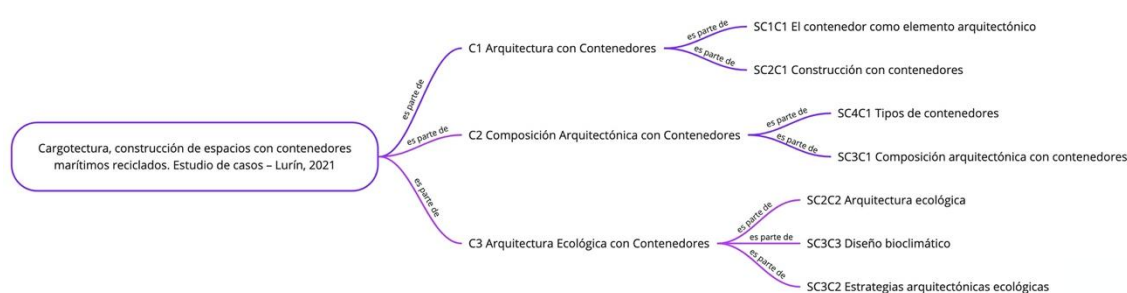 Cargotectura, construcción de espacios con contenedores
marítimos reciclados. Estudio de casos – Lurín, 2021
es parte de
C1 Arquitectura con Contenedores
es parte de
SC1C1 El contenedor como elemento arquitectónico
es parte de
SC2C1 Construcción con contenedores
es parte de
C2 Composición Arquitectónica con Contenedores
es parte de
SC4C1 Tipos de contenedores
es parte de
SC3C1 Composición arquitectónica con contenedores
es parte de
C3 Arquitectura Ecológica con Contenedores
es parte de
SC2C2 Arquitectura ecológica
es parte de
SC3C3 Diseño bioclimático
es parte de
SC3C2 Estrategias arquitectónicas ecológicas